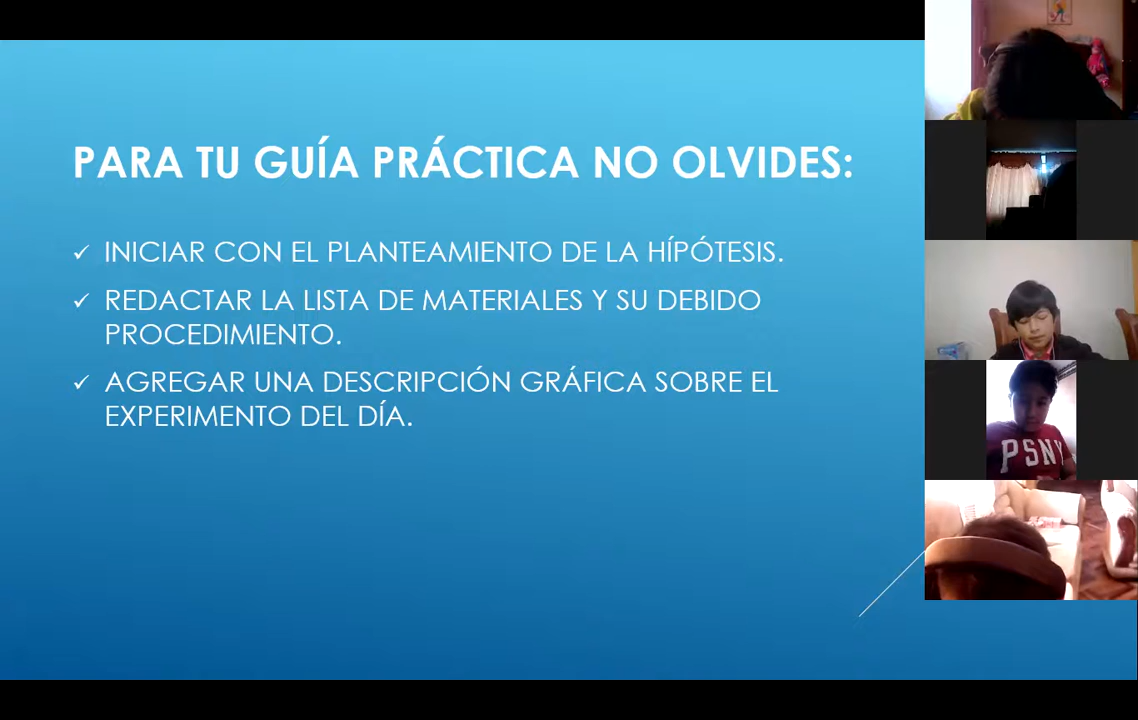 PARA TU GUÍA PRÁCTICA NO OLVIDES:
✓ INICIAR CON EL PLANTEAMIENTO DE LA HÍPÓTESIS.
✓ REDACTAR LA LISTA DE MATERIALES Y SU DEBIDO
PROCEDIMIENTO.
✓ AGREGAR UNA DESCRIPCIÓN GRÁFICA SOBRE EL
EXPERIMENTO DEL DÍA.
PSNY